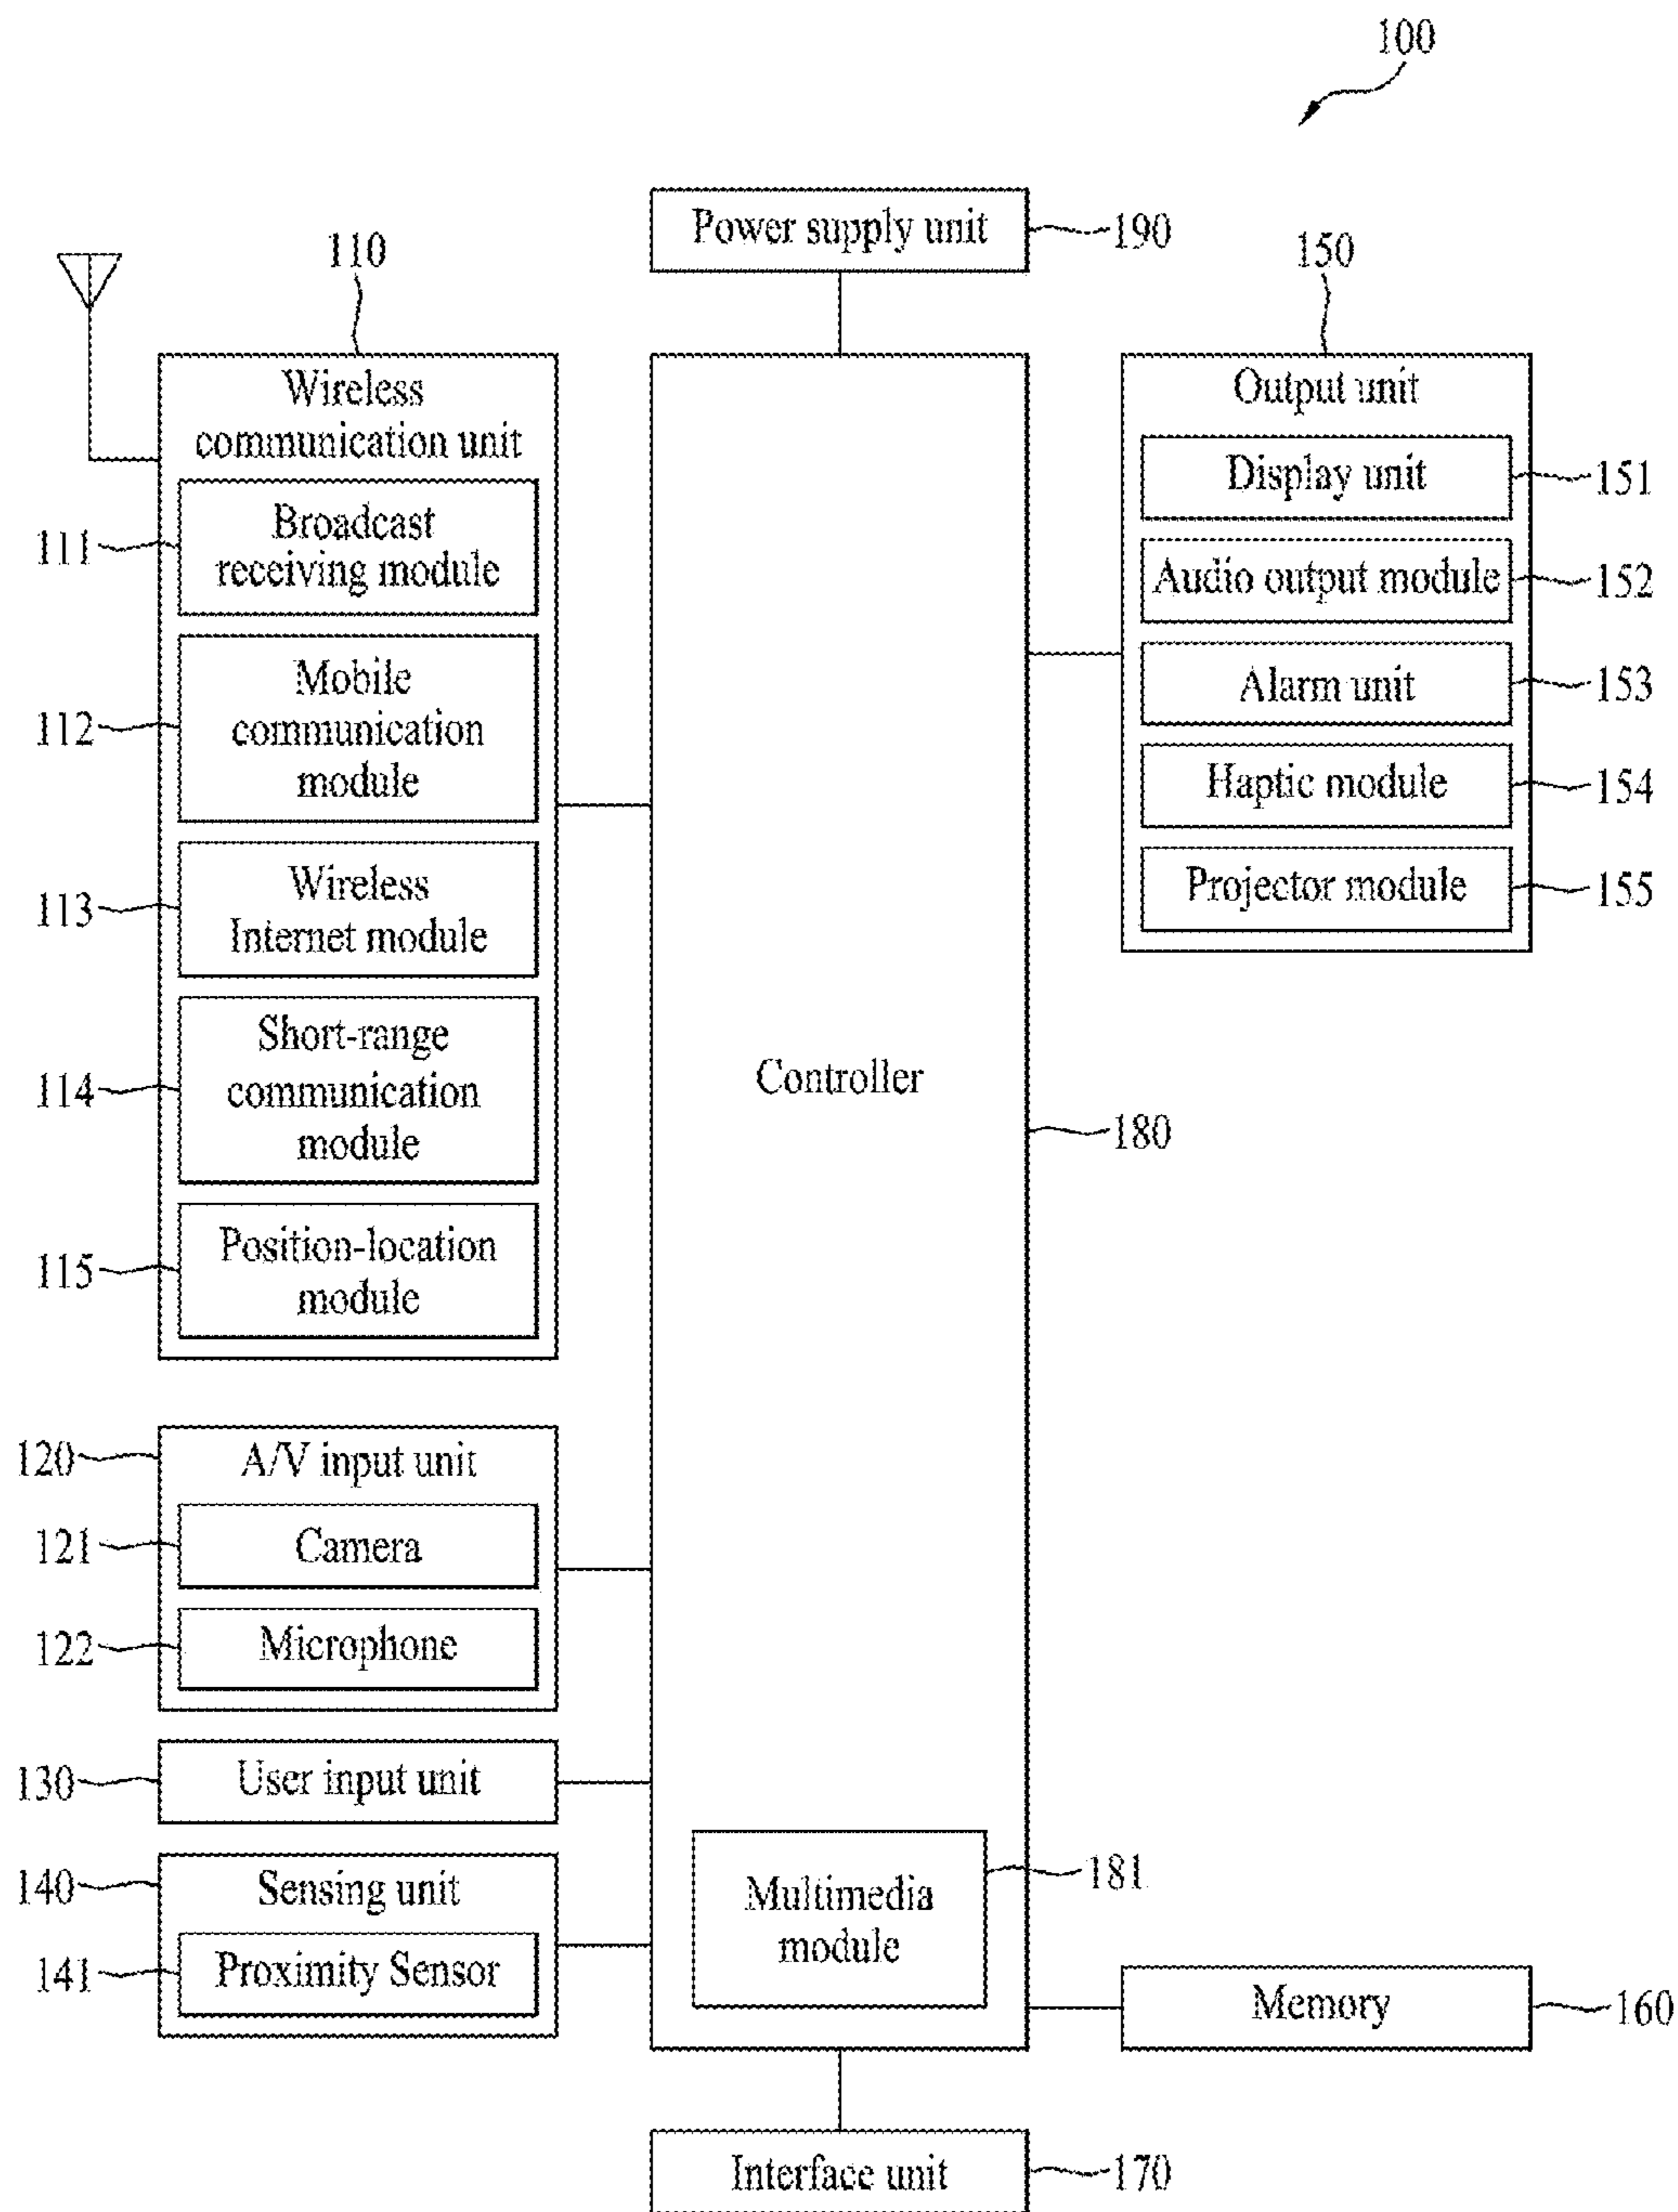 100
Power supply unit
190
110
Wireless
communication unit
111
Broadcast
receiving module
112
Mobile
communication
module
113
Wireless
Internet module
114
Short-range
communication
module
115
Position-location
module
120
A/V input unit
121
Camera
122
Microphone
130
User input unit
140
Sensing unit
141
Proximity Sensor
Controller
180
Multimedia
module
181
150
Output unit
Display unit
151
Audio output module
152
Alarm unit
153
Haptic module
154
Projector module
155
Memory
160
Interface unit
170